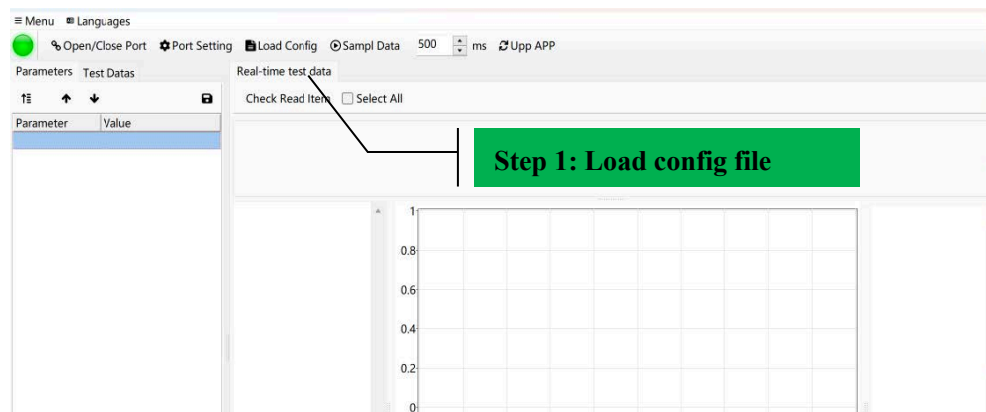 Menu Languages
Open/Close Port Port Setting Load Config Sampl Data 500 ms Upp APP
Parameters Test Datas Real-time test data
Check Read Item Select All
Parameter Value
Step 1: Load config file
1
0.8
0.6
0.4
0.2
0